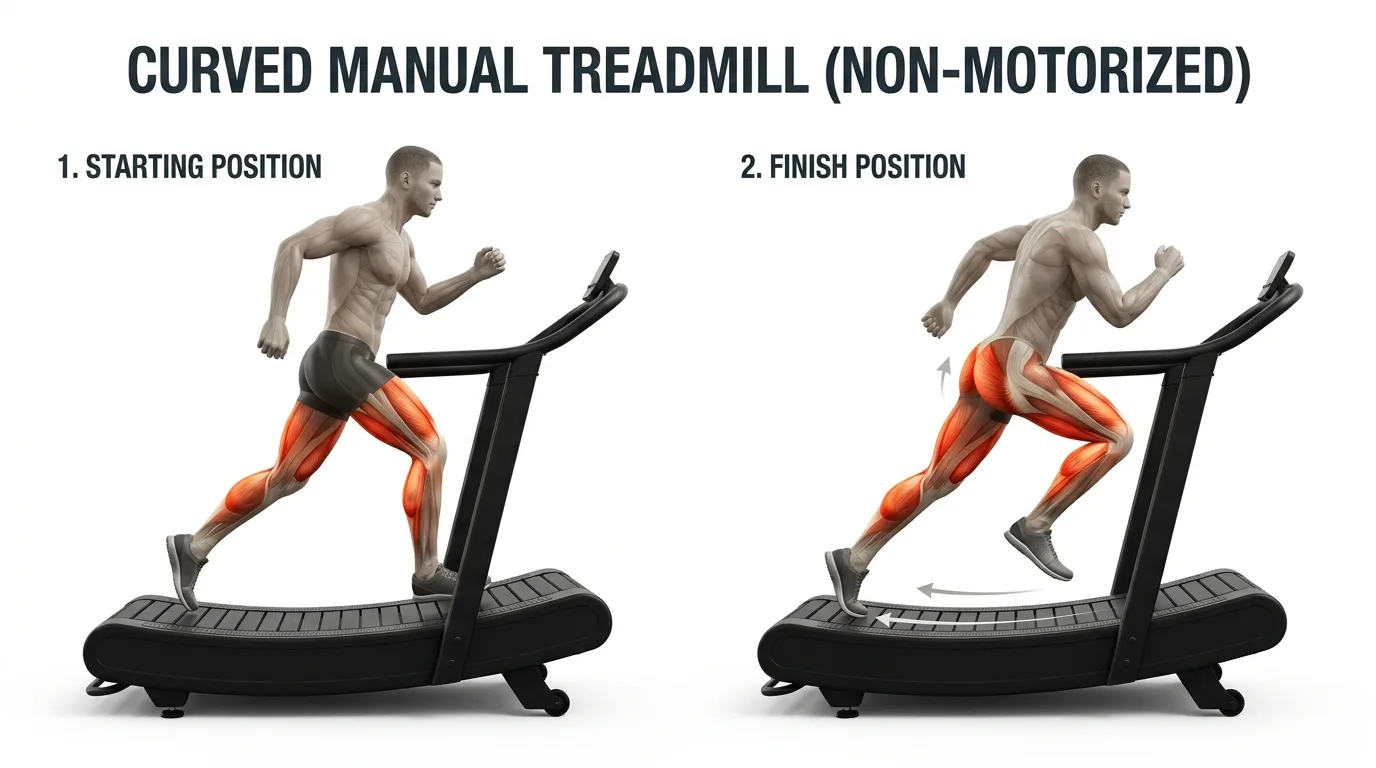 CURVED MANUAL TREADMILL (NON-MOTORIZED)
1. STARTING POSITION
2. FINISH POSITION